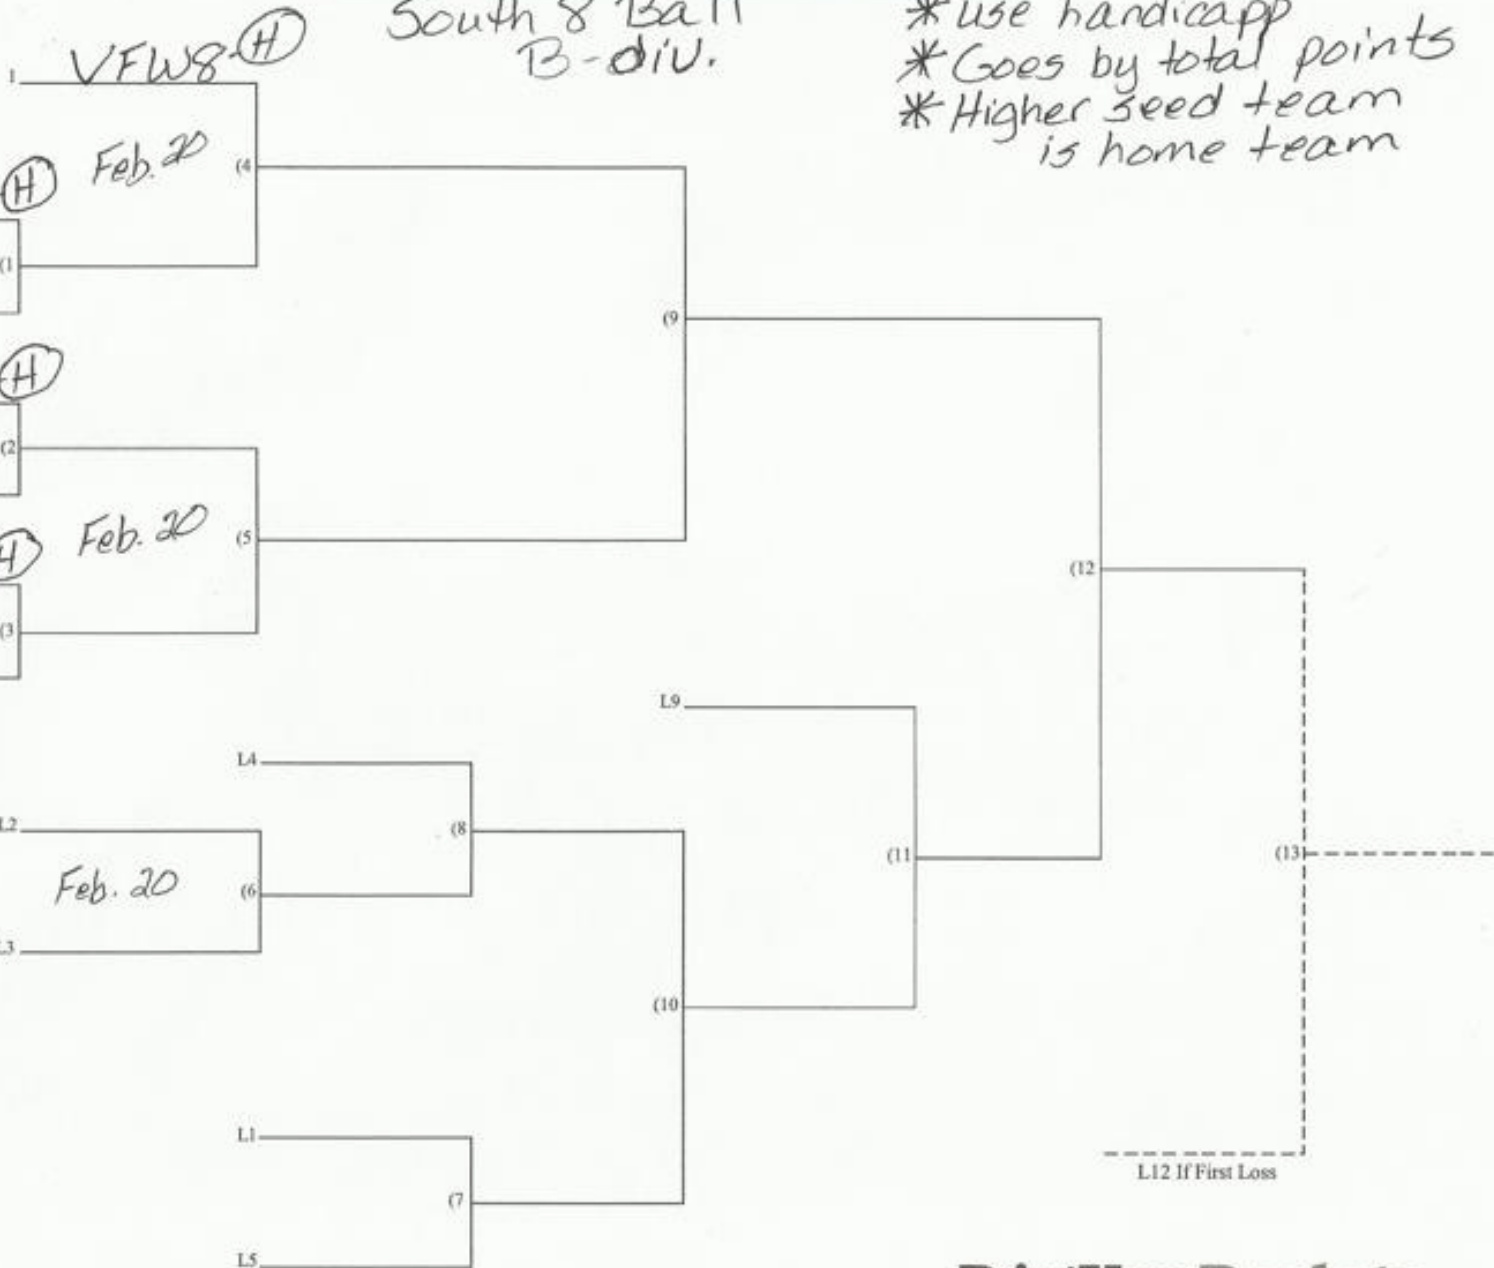 South 8 Ball
B-div.
*use handicapp
*Goes by total points
*Higher seed team
is home team
1 VFW8-H
Feb. 20
(4
H
(1
(9
H
(2
Feb. 20
(5
H
(3
(12
L9
L4
L2
(8
Feb. 20
(6
L3
(11
(13
(10
L1
(7
L5
L12 If First Loss